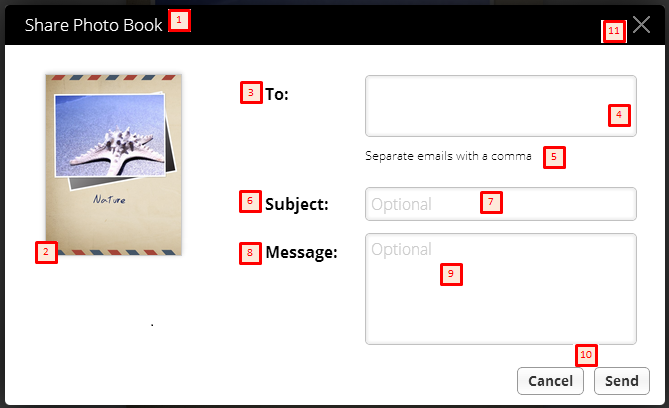 Share Photo Book 1
11
3 To:
4
Separate emails with a comma 5
Nature
6 Subject: Optional 7
2
8 Message: Optional
9
10
Cancel Send